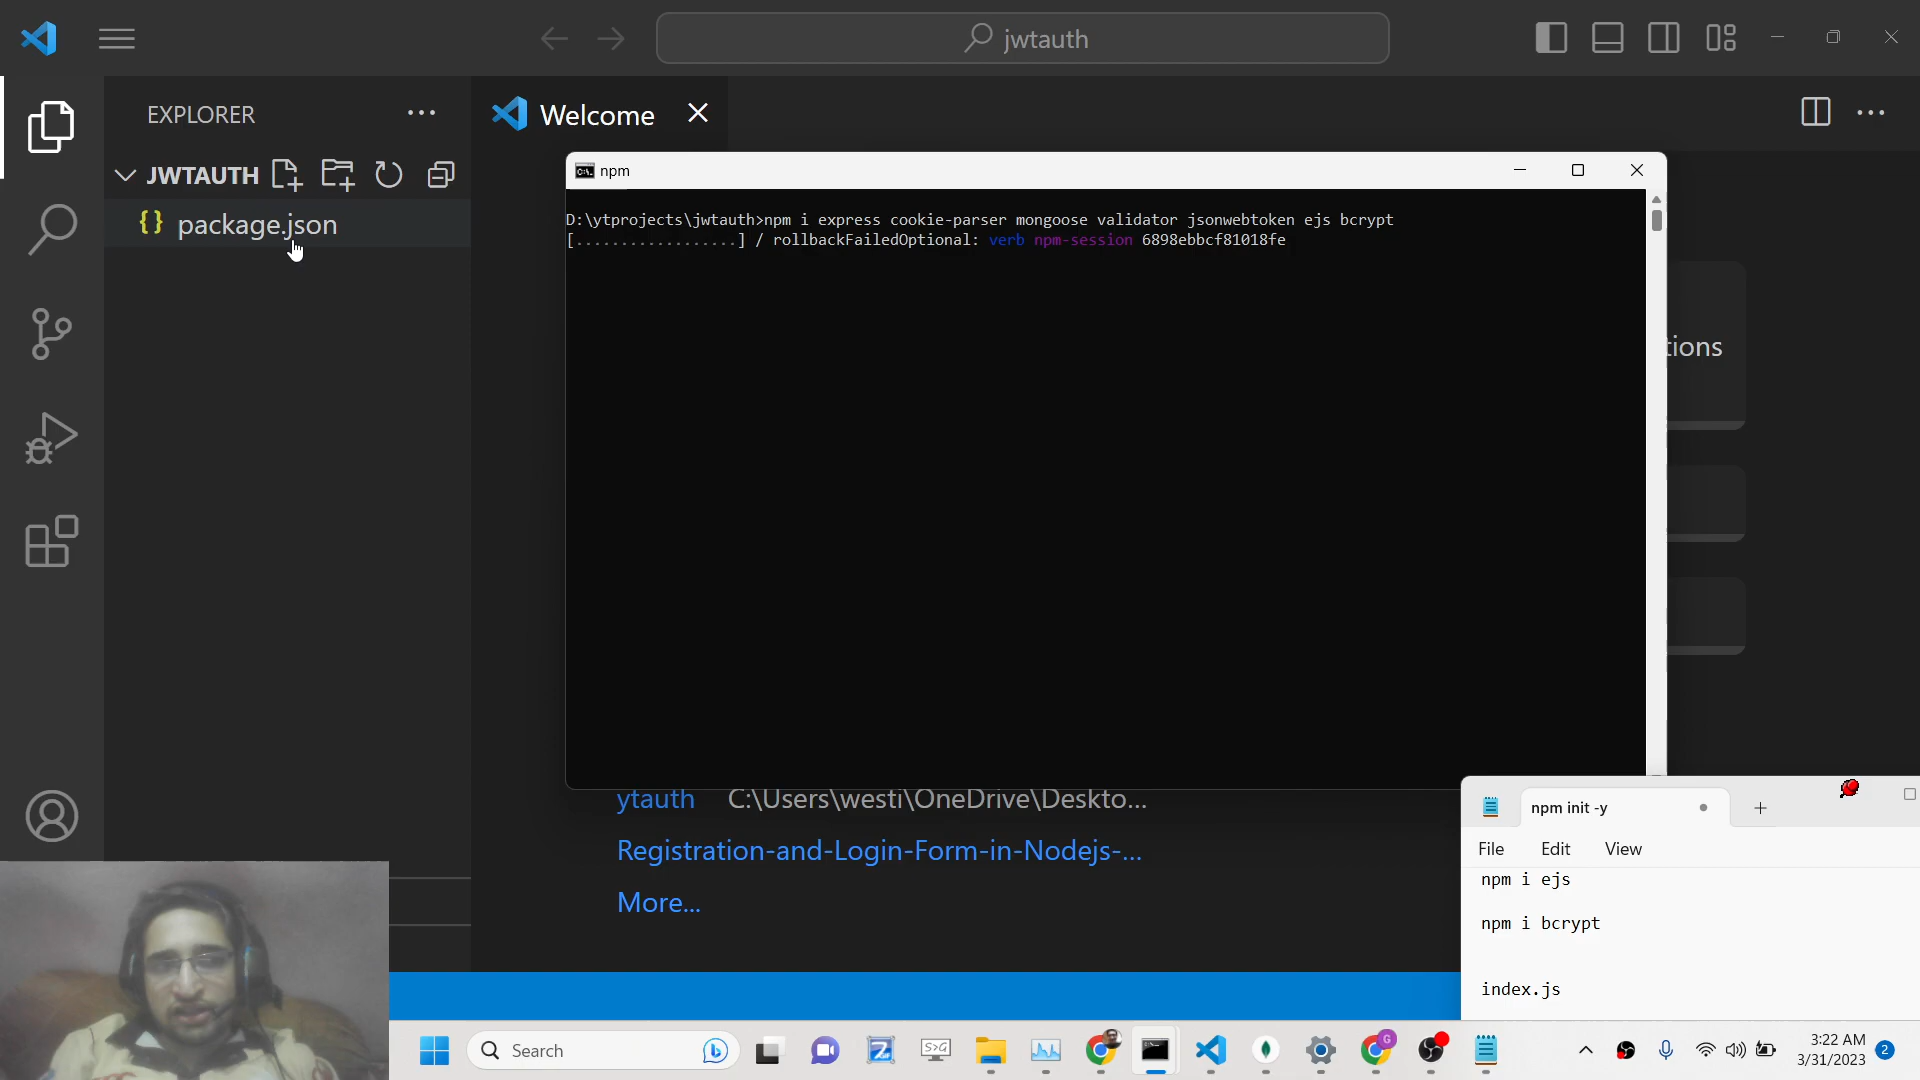 jwtauth
EXPLORER
Welcome
JWTAUTH
{} package.json
npm
D:\ytprojects\jwtauth>npm i express cookie-parser mongoose validator jsonwebtoken ejs bcrypt
[..................] / rollbackFailedOptional: verb npm-session 6898ebbcf81018fe
tions
ytauth C:\Users\westi\OneDrive\Deskto...
Registration-and-Login-Form-in-Nodejs-...
More...
npm init -y
File Edit View
npm i ejs
npm i bcrypt
index.js
Search
3:22 AM
3/31/2023
2